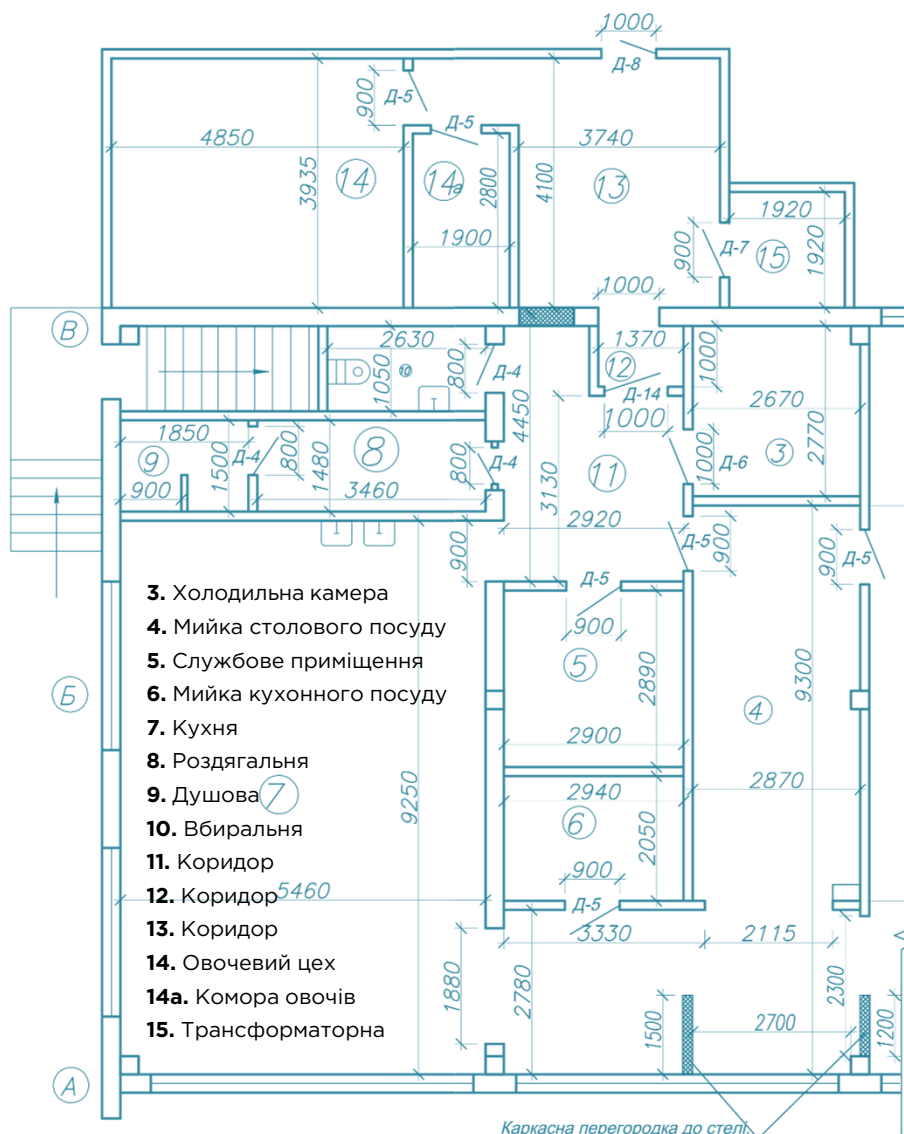 1000
Д-8
Д-5
900
Д-5
4850
3740
3935
14
14а
2800
4100
13
1920
1900
900
Д-7
15
1920
1000
В
2630
1370
10
800
Д-4
1050
12
1000
Д-14
2670
4450
1000
1850
Д-4
800
8
Д-4
9
1500
1480
800
11
1000
Д-6
3
2770
900
3460
3130
2920
900
900
Д-5
900
Д-5
Д-5
3. Холодильна камера
4. Мийка столового посуду
5. Службове приміщення
6. Мийка кухонного посуду
7. Кухня
8. Роздягальня
9. Душова
10. Вбиральня
11. Коридор
12. Коридор
13. Коридор
14. Овочевий цех
14а. Комора овочів
15. Трансформаторна
900
5
2890
Б
4
9300
2900
7
9250
2940
2870
6
2050
900
5460
Д-5
3330
2115
1880
2780
2300
1500
2700
1200
А
Каркасна перегородка до стелі